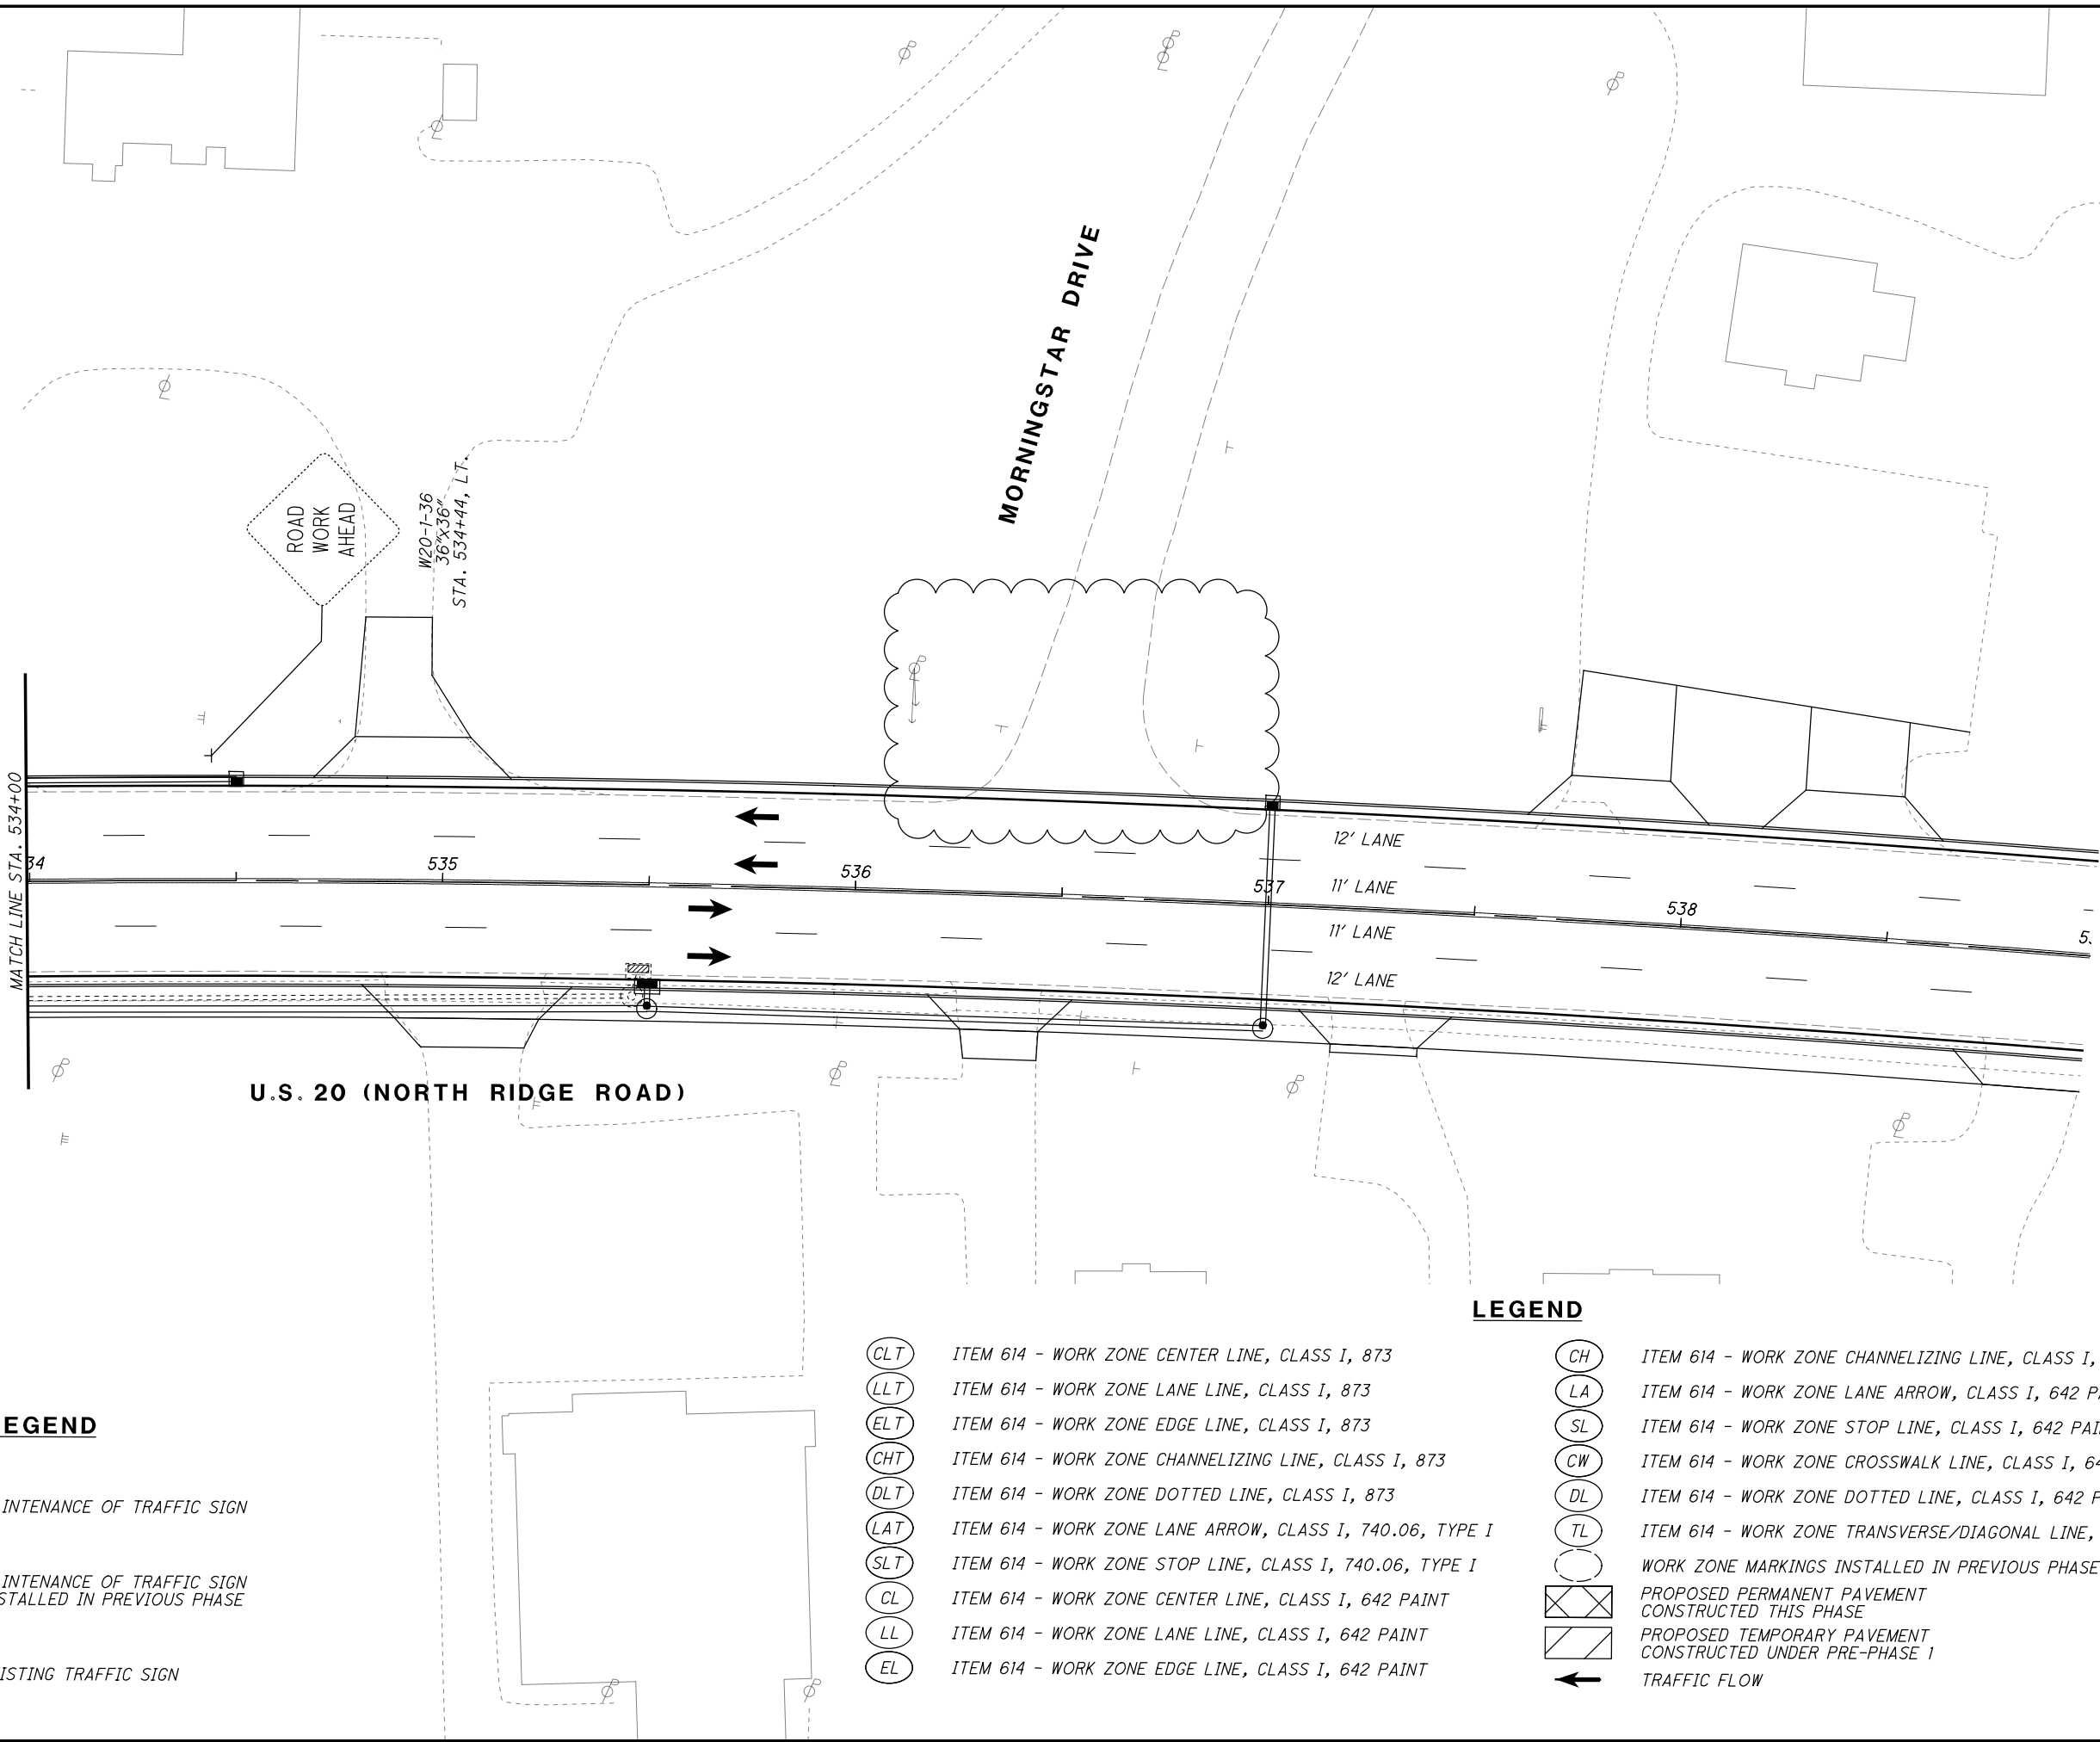 MORNINGSTAR DRIVE
ROAD
WORK
AHEAD
W20-1-36
36"x36"
STA. 534+44, LT.
MATCH LINE STA. 534+00
34
535
536
537
538
12' LANE
11' LANE
11' LANE
12' LANE
U.S. 20 (NORTH RIDGE ROAD)
LEGEND
CLT ITEM 614 - WORK ZONE CENTER LINE, CLASS I, 873
LLT ITEM 614 - WORK ZONE LANE LINE, CLASS I, 873
ELT ITEM 614 - WORK ZONE EDGE LINE, CLASS I, 873
CHT ITEM 614 - WORK ZONE CHANNELIZING LINE, CLASS I, 873
DLT ITEM 614 - WORK ZONE DOTTED LINE, CLASS I, 873
LAT ITEM 614 - WORK ZONE LANE ARROW, CLASS I, 740.06, TYPE I
SLT ITEM 614 - WORK ZONE STOP LINE, CLASS I, 740.06, TYPE I
CL ITEM 614 - WORK ZONE CENTER LINE, CLASS I, 642 PAINT
LL ITEM 614 - WORK ZONE LANE LINE, CLASS I, 642 PAINT
EL ITEM 614 - WORK ZONE EDGE LINE, CLASS I, 642 PAINT
CH ITEM 614 - WORK ZONE CHANNELIZING LINE, CLASS I,
LA ITEM 614 - WORK ZONE LANE ARROW, CLASS I, 642 P
SL ITEM 614 - WORK ZONE STOP LINE, CLASS I, 642 PAI
CW ITEM 614 - WORK ZONE CROSSWALK LINE, CLASS I, 64
DL ITEM 614 - WORK ZONE DOTTED LINE, CLASS I, 642 P
TL ITEM 614 - WORK ZONE TRANSVERSE/DIAGONAL LINE,
WORK ZONE MARKINGS INSTALLED IN PREVIOUS PHASE
PROPOSED PERMANENT PAVEMENT
CONSTRUCTED THIS PHASE
PROPOSED TEMPORARY PAVEMENT
CONSTRUCTED UNDER PRE-PHASE 1
TRAFFIC FLOW
EGEND
INTENANCE OF TRAFFIC SIGN
INTENANCE OF TRAFFIC SIGN
STALLED IN PREVIOUS PHASE
ISTING TRAFFIC SIGN